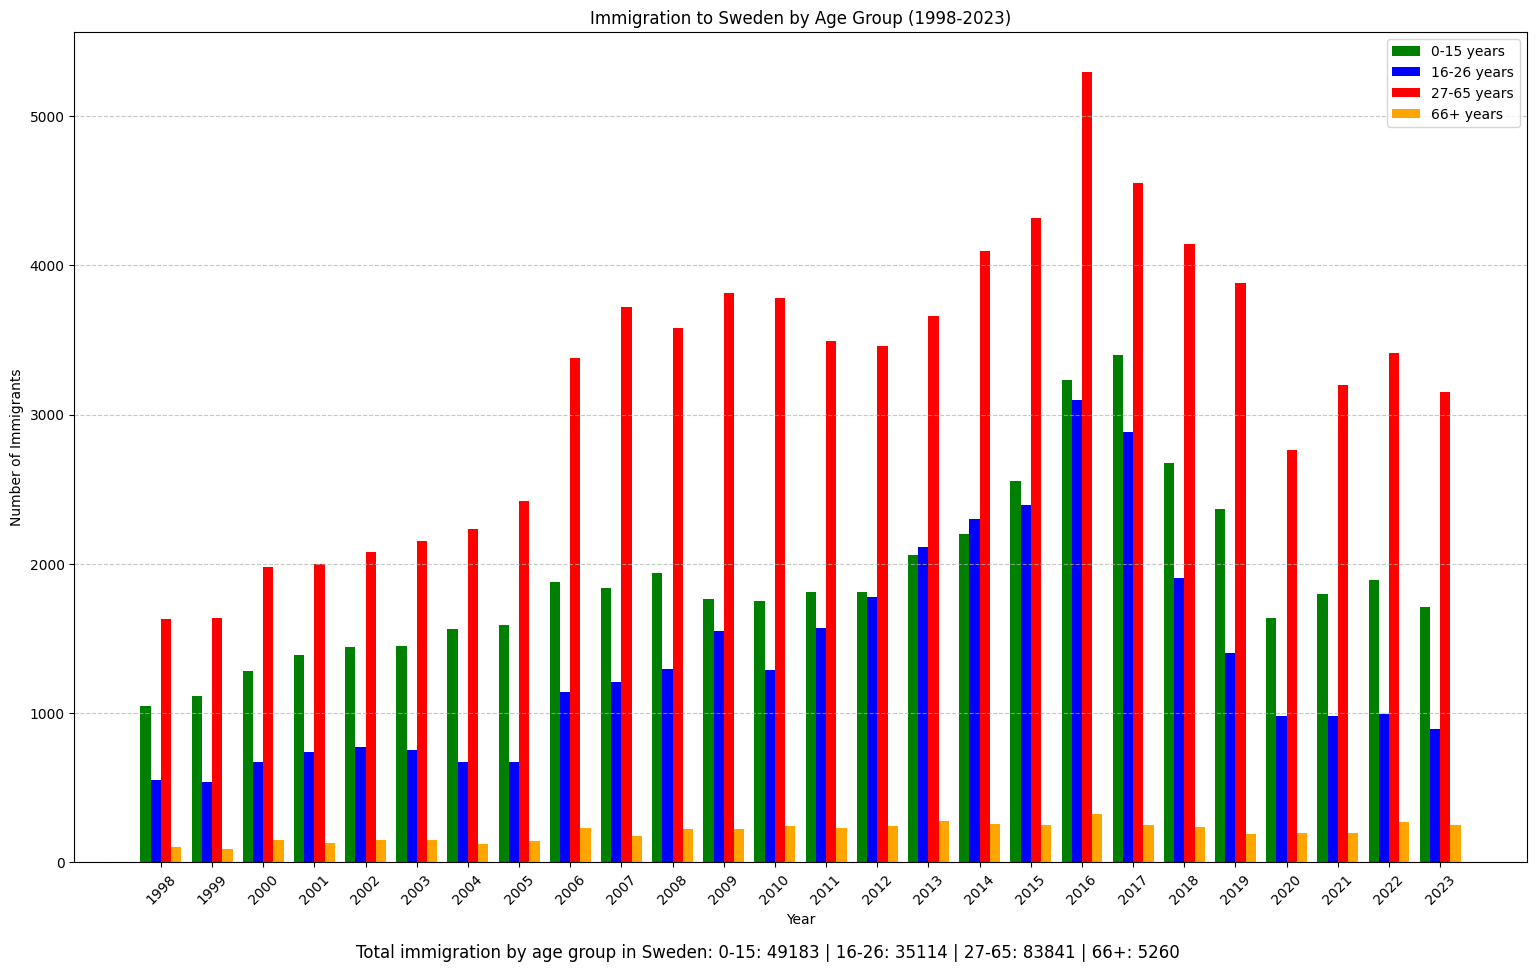 Immigration to Sweden by Age Group (1998-2023)
0-15 years
16-26 years
27-65 years
66+ years
Number of Immigrants
5000
4000
3000
2000
1000
0
1998 1999 2000 2001 2002 2003 2004 2005 2006 2007 2008 2009 2010 2011 2012 2013 2014 2015 2016 2017 2018 2019 2020 2021 2022 2023
Year
Total immigration by age group in Sweden: 0-15: 49183 | 16-26: 35114 | 27-65: 83841 | 66+: 5260